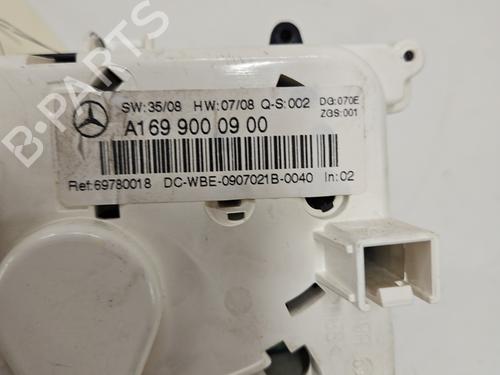 SW:35/08 HW:07/08 Q-S:002 DG:070E
ZGS:001
A169 900 09 00
Ref:69780018 DC-WBE-0907021B-0040 In:02
B-PARTS